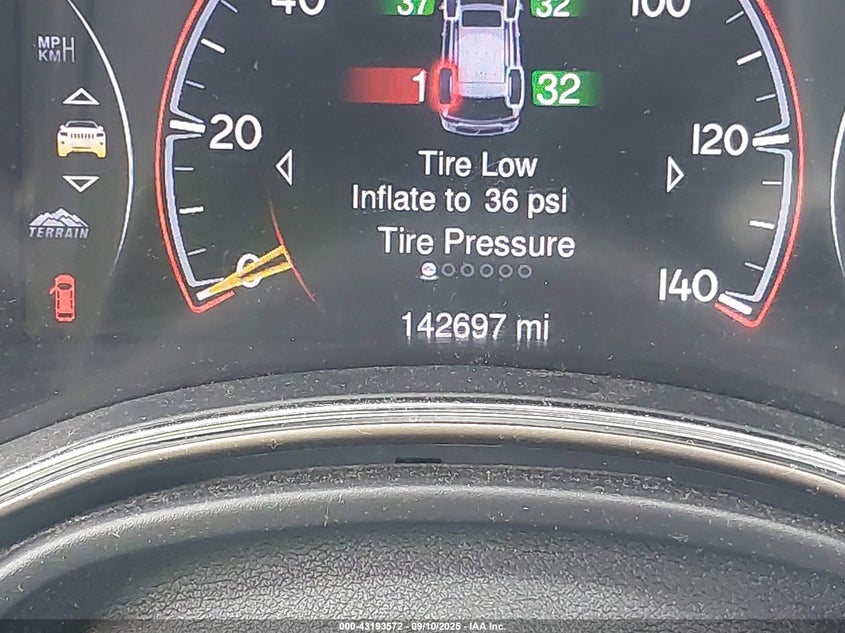 40 37 32 100
MPH
KM/H
1 32
20 120
Tire Low
Inflate to 36 psi
TERRAIN
Tire Pressure
0 140
142697 mi
000-43193572 - 09/10/2025 - IAA Inc.